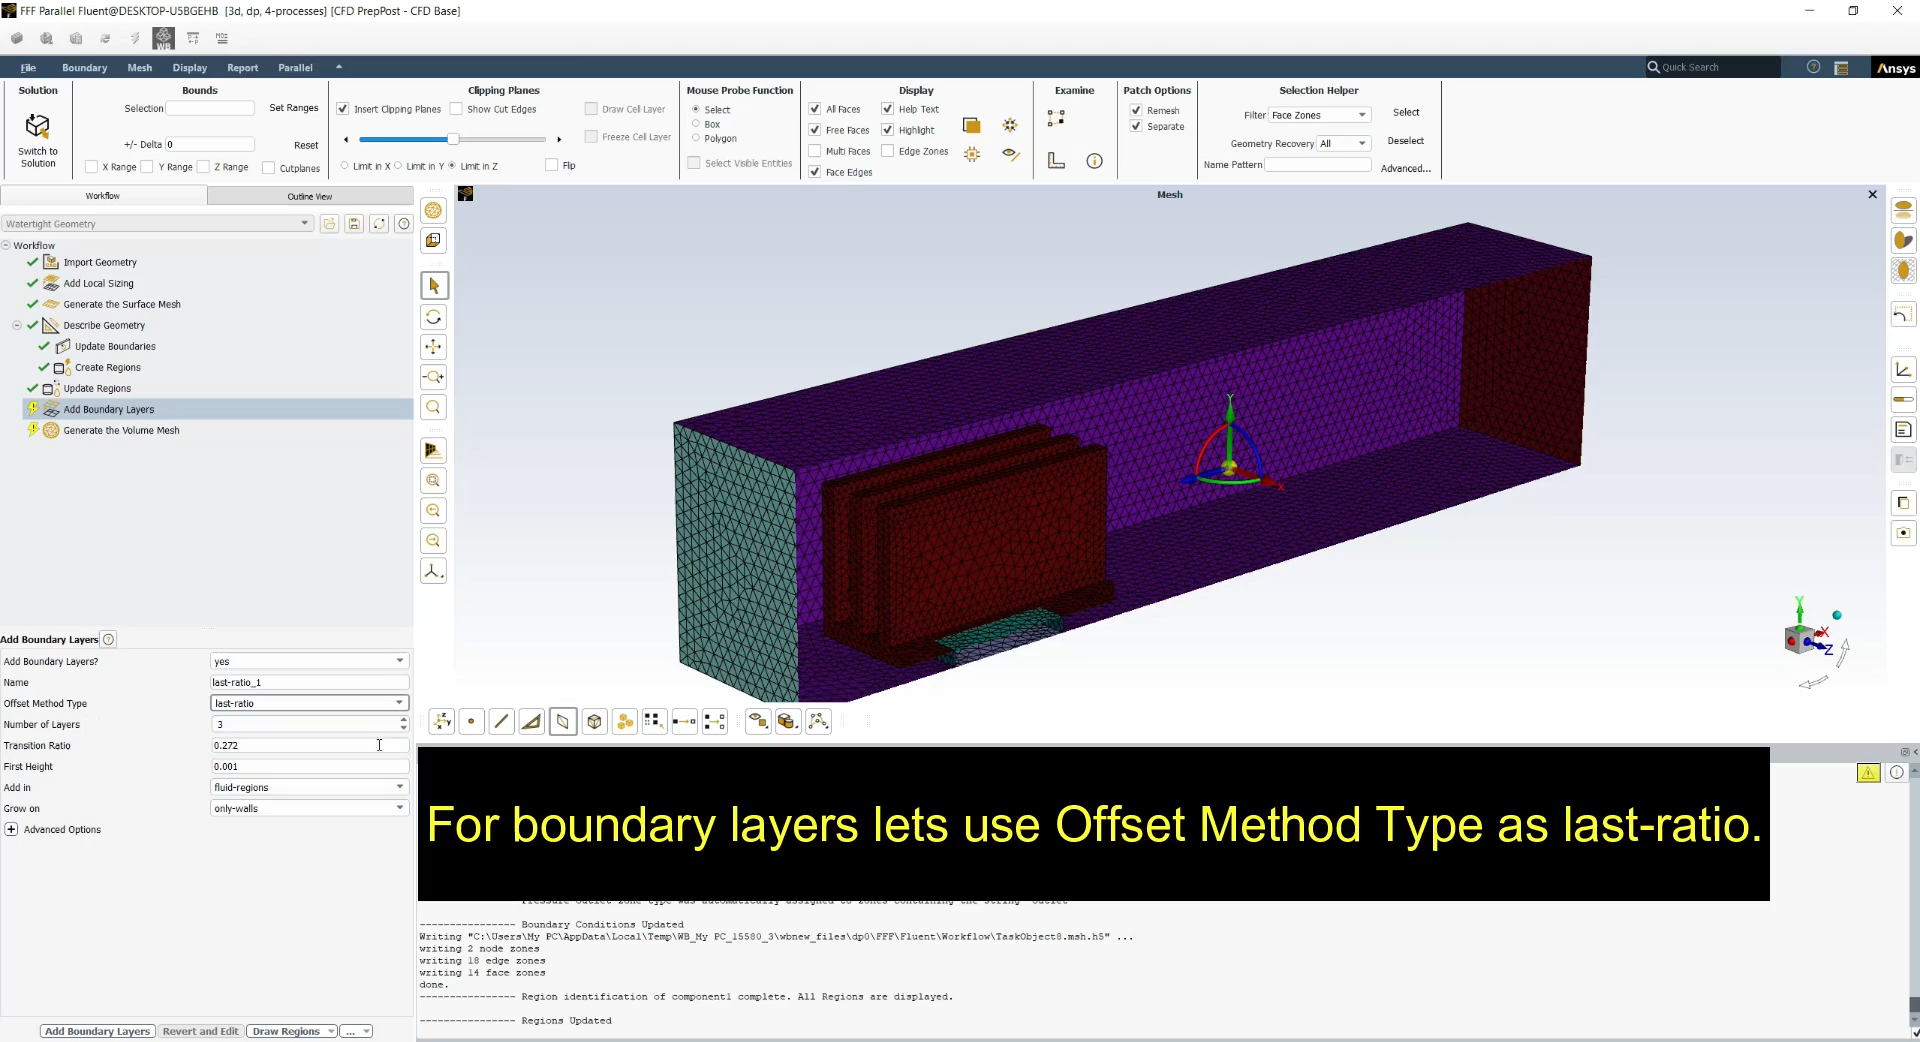 FFF Parallel Fluent@DESKTOP-U5BGEHB [3d, dp, 4-processes] [CFD PrepPost - CFD Base]
WB
File Boundary Mesh Display Report Parallel
Quick Search
Ansys
Solution
Switch to
Solution
Bounds
Selection
Set Ranges
+/- Delta 0
Reset
X Range Y Range Z Range Cutplanes
Clipping Planes
Insert Clipping Planes Show Cut Edges Draw Cell Layer
Freeze Cell Layer
Limit in X Limit in Y Limit in Z Flip
Mouse Probe Function
Select
Box
Polygon
Select Visible Entities
Display
All Faces Help Text
Free Faces Highlight
Multi Faces Edge Zones
Face Edges
Examine
Patch Options
Remesh
Separate
Selection Helper
Filter Face Zones Select
Geometry Recovery All Deselect
Name Pattern Advanced...
Workflow Outline View
Watertight Geometry
Workflow
Import Geometry
Add Local Sizing
Generate the Surface Mesh
Describe Geometry
Update Boundaries
Create Regions
Update Regions
Add Boundary Layers
Generate the Volume Mesh
Mesh
Y
X
Y
X
Z
Add Boundary Layers
Add Boundary Layers? yes
Name last-ratio_1
Offset Method Type last-ratio
Number of Layers 3
Transition Ratio 0.272
First Height 0.001
Add in fluid-regions
Grow on only-walls
Advanced Options
Add Boundary Layers Revert and Edit Draw Regions ...
For boundary layers lets use Offset Method Type as last-ratio.
---------------- Boundary Conditions Updated
Writing "C:\Users\My PC\AppData\Local\Temp\WB_My PC_15580_3\wbnew_files\dp0\FFF\Fluent\Workflow\TaskObject8.msh.h5" ...
writing 2 node zones
writing 18 edge zones
writing 14 face zones
done.
---------------- Region identification of component1 complete. All Regions are displayed.
---------------- Regions Updated